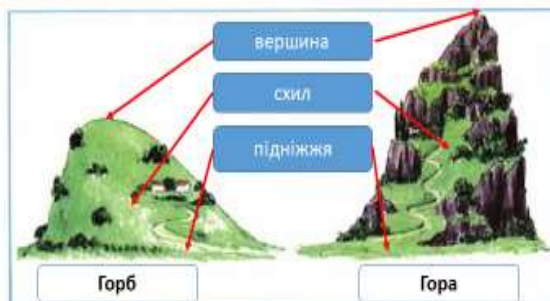 вершина
схил
підніжжя
Горб
Гора